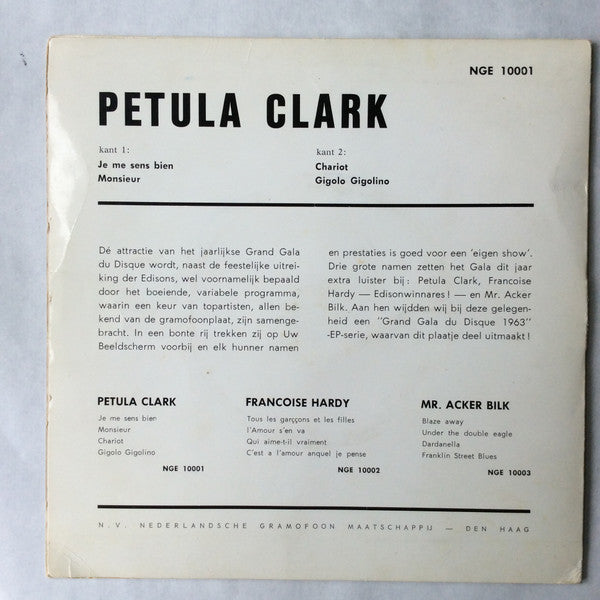 NGE 10001
PETULA CLARK
kant 1:
Je me sens bien
Monsieur
kant 2:
Chariot
Gigolo Gigolino
Dé attractie van het jaarlijkse Grand Gala
du Disque wordt, naast de feestelijke uitrei-
king der Edisons, wel voornamelijk bepaald
door het boeiende, variabele programma,
waarin een keur van topartisten, allen be-
kend van de gramofoonplaat, zijn samenge-
bracht. In een bonte rij trekken zij op Uw
Beeldscherm voorbij en elk hunner namen
en prestaties is goed voor een 'eigen show'.
Drie grote namen zetten het Gala dit jaar
extra luister bij: Petula Clark, Francoise
Hardy — Edisonwinnares! — en Mr. Acker
Bilk. Aan hen wijdden wij bij deze gelegen-
heid een "Grand Gala du Disque 1963"
-EP-serie, waarvan dit plaatje deel uitmaakt!
PETULA CLARK
Je me sens bien
Monsieur
Chariot
Gigolo Gigolino
NGE 10001
FRANCOISE HARDY
Tous les garççons et les filles
l'Amour s'en va
Qui aime-t-il vraiment
C'est a l'amour anquel je pense
NGE 10002
MR. ACKER BILK
Blaze away
Under the double eagle
Dardanella
Franklin Street Blues
NGE 10003
N.V. NEDERLANDSCHE GRAMOFOON MAATSCHAPPIJ — DEN HAAG